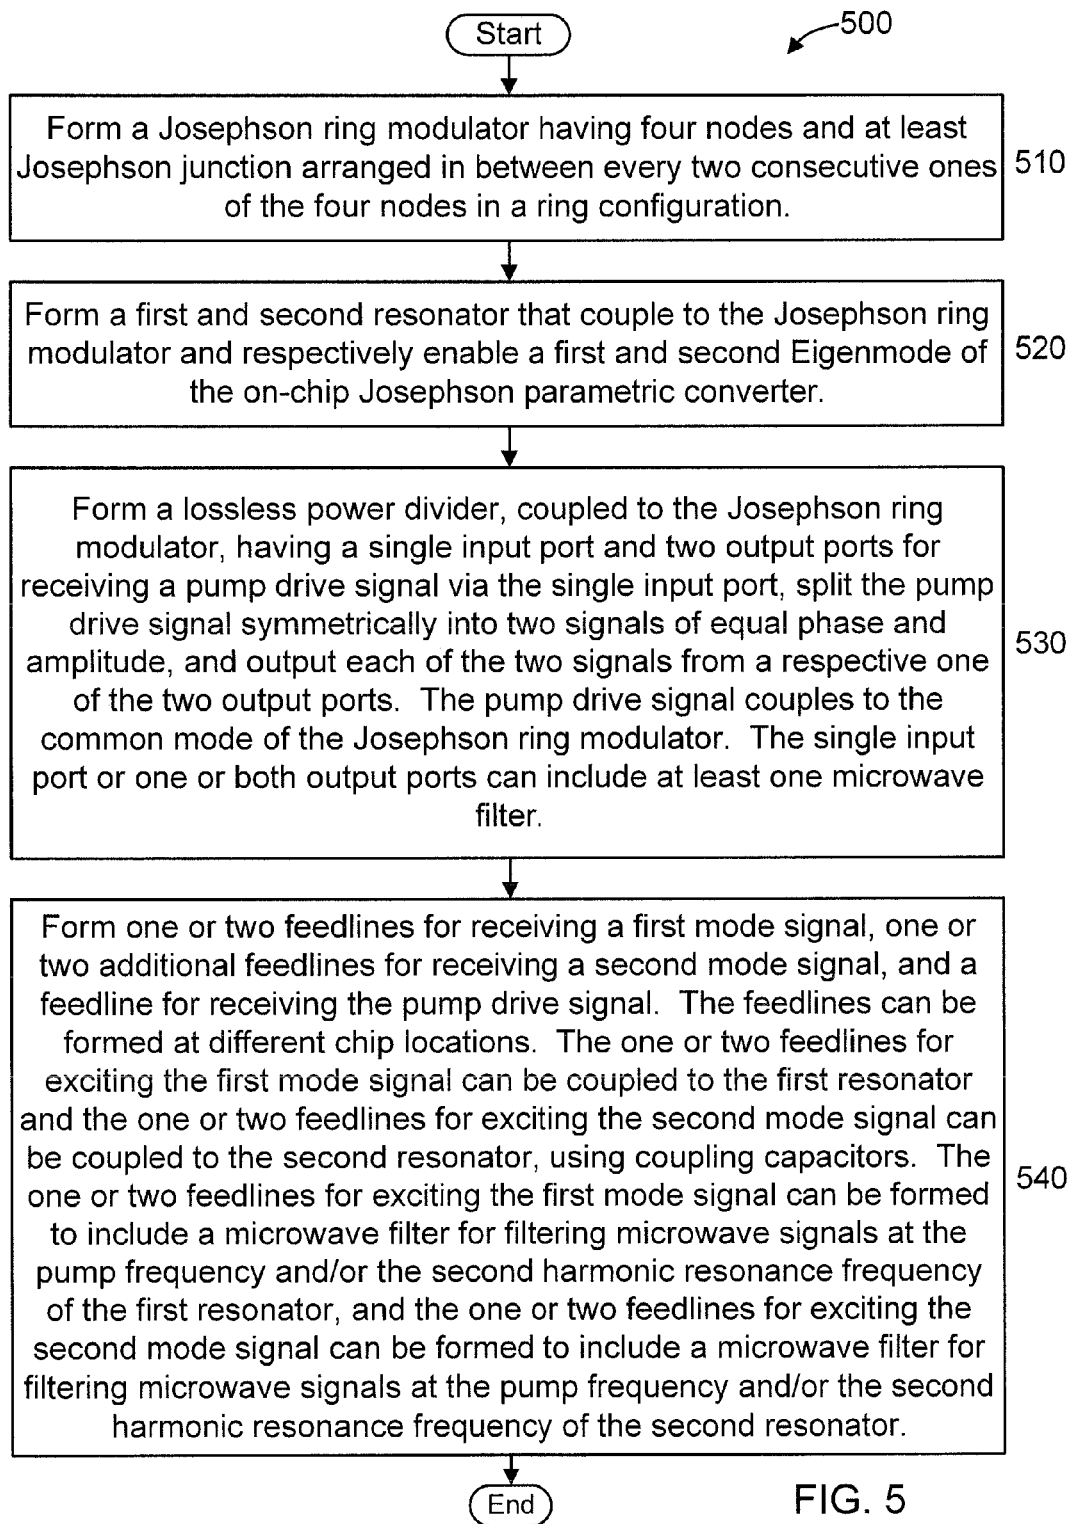 Start
500
Form a Josephson ring modulator having four nodes and at least
Josephson junction arranged in between every two consecutive ones
of the four nodes in a ring configuration.
510
Form a first and second resonator that couple to the Josephson ring
modulator and respectively enable a first and second Eigenmode of
the on-chip Josephson parametric converter.
520
Form a lossless power divider, coupled to the Josephson ring
modulator, having a single input port and two output ports for
receiving a pump drive signal via the single input port, split the pump
drive signal symmetrically into two signals of equal phase and
amplitude, and output each of the two signals from a respective one
of the two output ports.  The pump drive signal couples to the
common mode of the Josephson ring modulator.  The single input
port or one or both output ports can include at least one microwave
filter.
530
Form one or two feedlines for receiving a first mode signal, one or
two additional feedlines for receiving a second mode signal, and a
feedline for receiving the pump drive signal.  The feedlines can be
formed at different chip locations.  The one or two feedlines for
exciting the first mode signal can be coupled to the first resonator
and the one or two feedlines for exciting the second mode signal can
be coupled to the second resonator, using coupling capacitors.  The
one or two feedlines for exciting the first mode signal can be formed
to include a microwave filter for filtering microwave signals at the
pump frequency and/or the second harmonic resonance frequency
of the first resonator, and the one or two feedlines for exciting the
second mode signal can be formed to include a microwave filter for
filtering microwave signals at the pump frequency and/or the second
harmonic resonance frequency of the second resonator.
540
End
FIG. 5